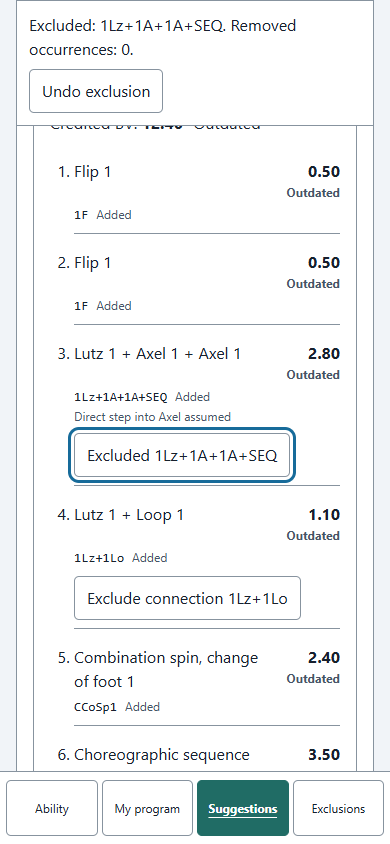 Excluded: 1Lz+1A+1A+SEQ. Removed
occurrences: 0.
Undo exclusion
1. Flip 1 0.50
Outdated
1F Added
2. Flip 1 0.50
Outdated
1F Added
3. Lutz 1 + Axel 1 + Axel 1 2.80
Outdated
1Lz+1A+1A+SEQ Added
Direct step into Axel assumed
Excluded 1Lz+1A+1A+SEQ
4. Lutz 1 + Loop 1 1.10
Outdated
1Lz+1Lo Added
Exclude connection 1Lz+1Lo
5. Combination spin, change 2.40
of foot 1 Outdated
CCoSp1 Added
6. Choreographic sequence 3.50
Ability My program Suggestions Exclusions